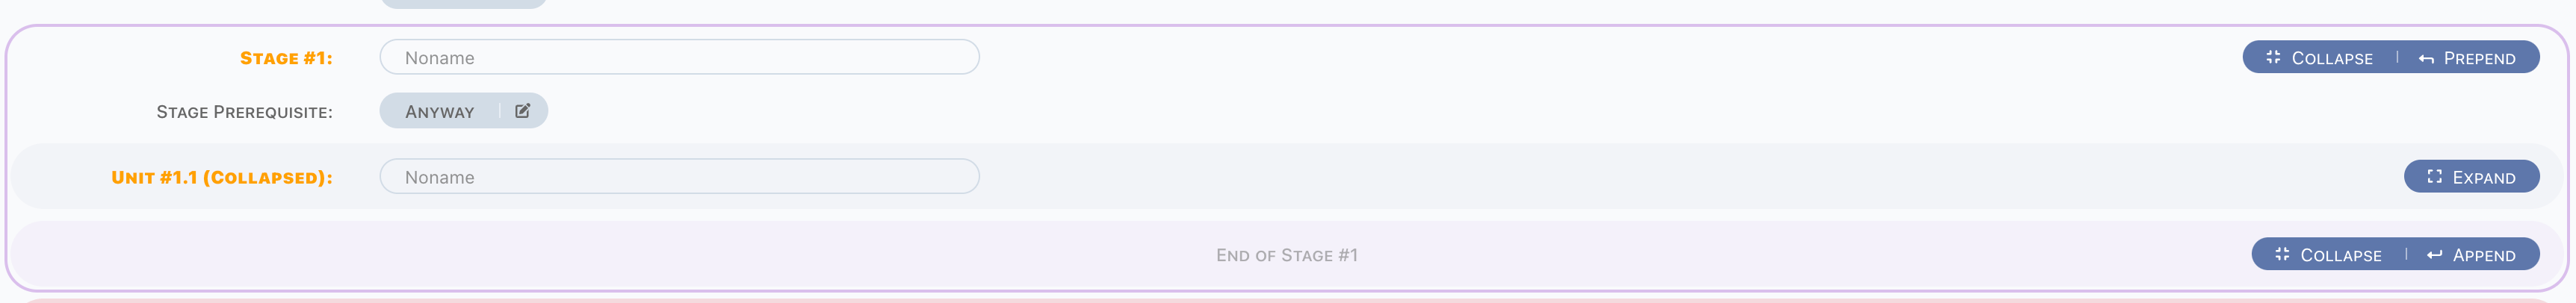 Stage #1: Noname Collapse | Prepend
Stage Prerequisite: Anyway
Unit #1.1 (Collapsed): Noname Expand
End of Stage #1 Collapse | Append